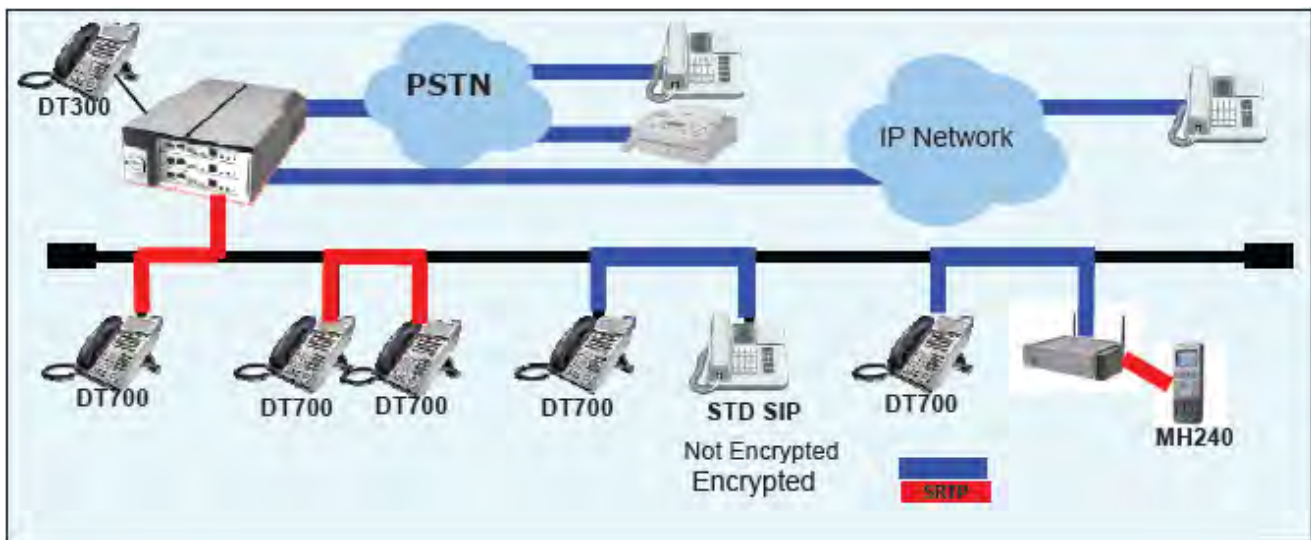 DT300
PSTN
IP Network
DT700
DT700
DT700
DT700
STD SIP
DT700
MH240
Not Encrypted
Encrypted
SRTP